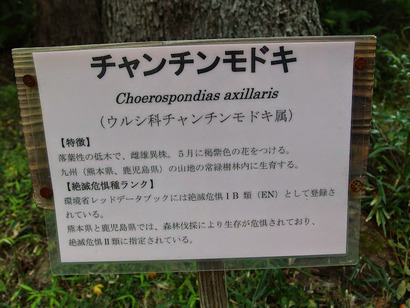 チャンチンモドキ
Choerospondias axillaris
（ウルシ科チャンチンモドキ属）
【特徴】
落葉性の低木で、雌雄異株。５月に褐紫色の花をつける。
九州（熊本県、鹿児島県）の山地の常緑樹林内に生育する。
【絶滅危惧種ランク】
環境省レッドデータブックには絶滅危惧ⅠＢ類（EN）として登録さ
れている。
熊本県と鹿児島県では、森林伐採により生存が危惧されており、
絶滅危惧Ⅱ類に指定されている。